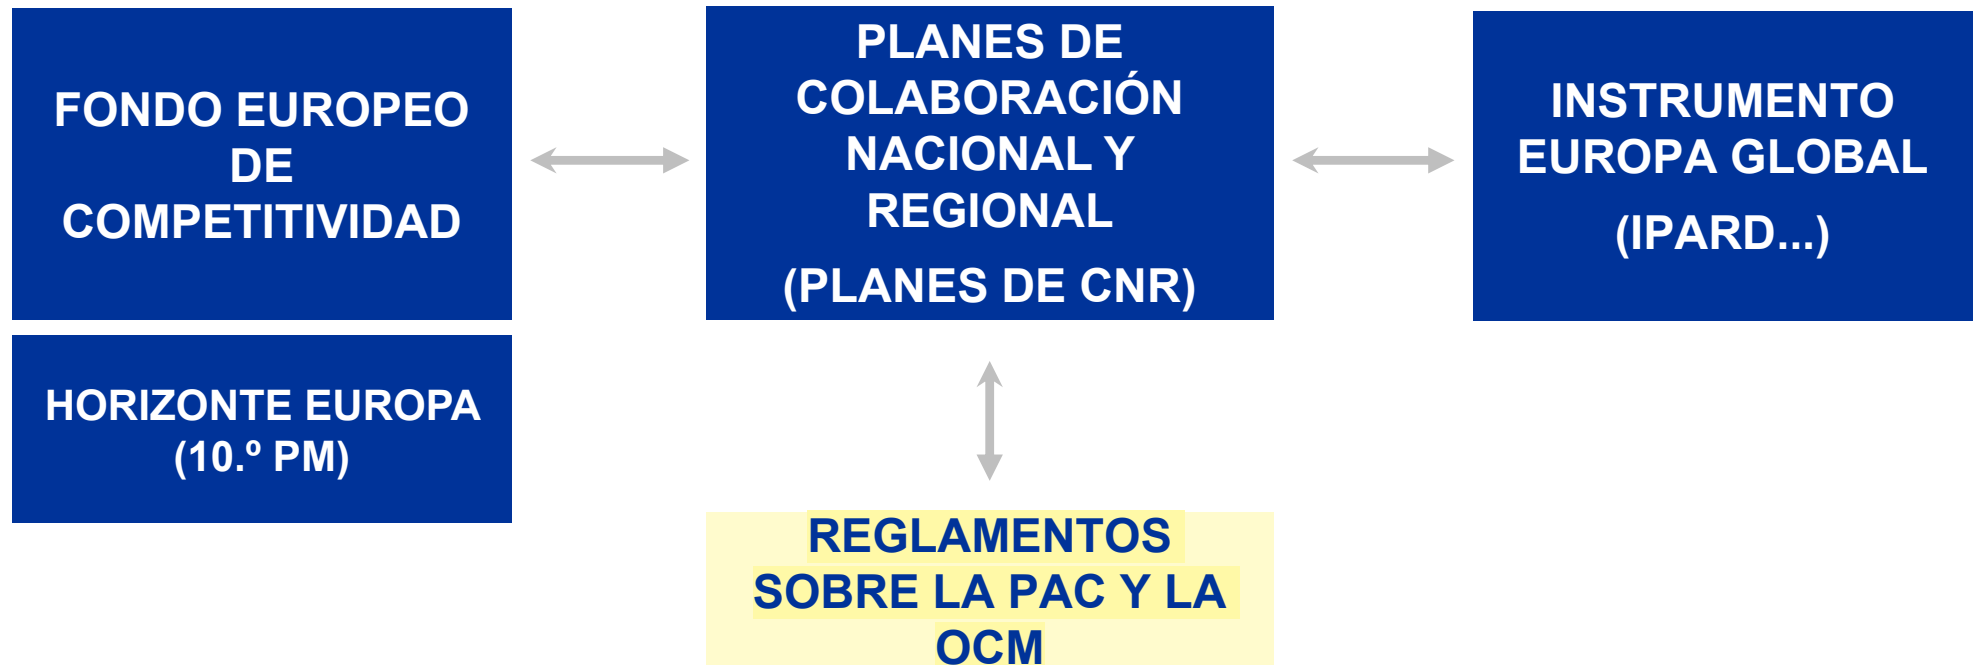 FONDO EUROPEO
DE
COMPETITIVIDAD
HORIZONTE EUROPA
(10.º PM)
PLANES DE
COLABORACIÓN
NACIONAL Y
REGIONAL
(PLANES DE CNR)
REGLAMENTOS
SOBRE LA PAC Y LA
OCM
INSTRUMENTO
EUROPA GLOBAL
(IPARD...)